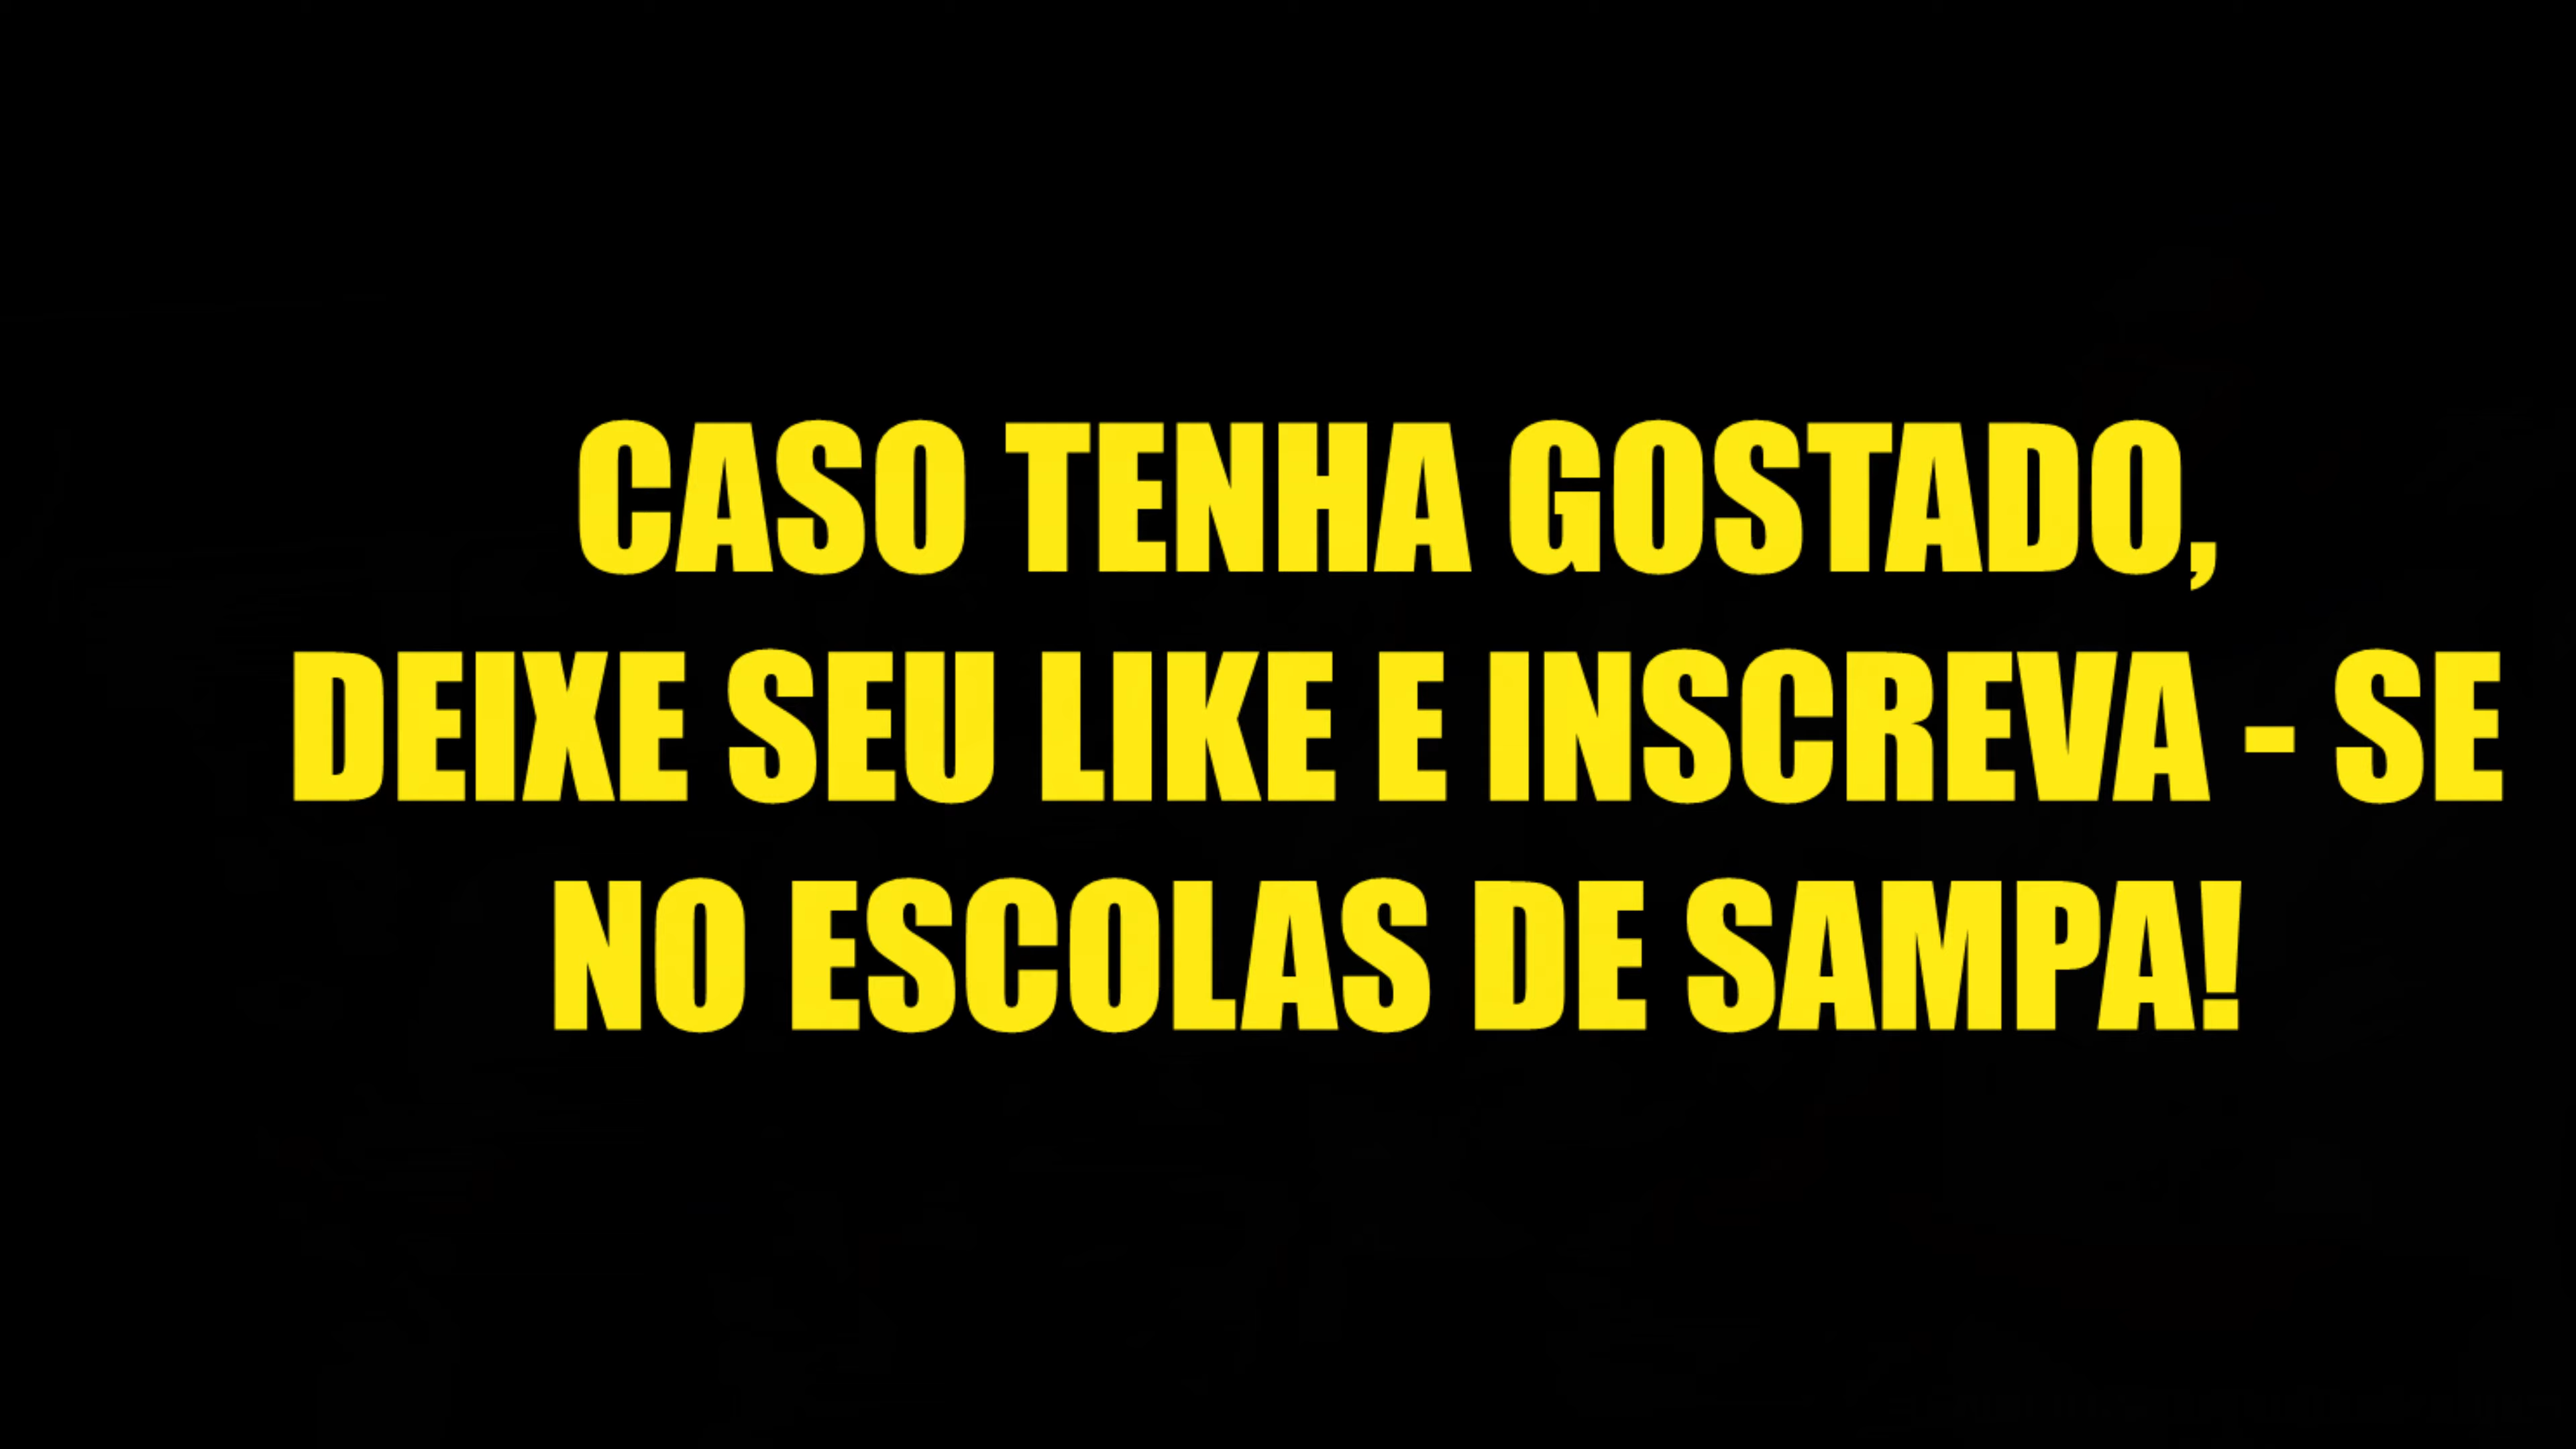 CASO TENHA GOSTADO,
DEIXE SEU LIKE E INSCREVA - SE
NO ESCOLAS DE SAMPA!